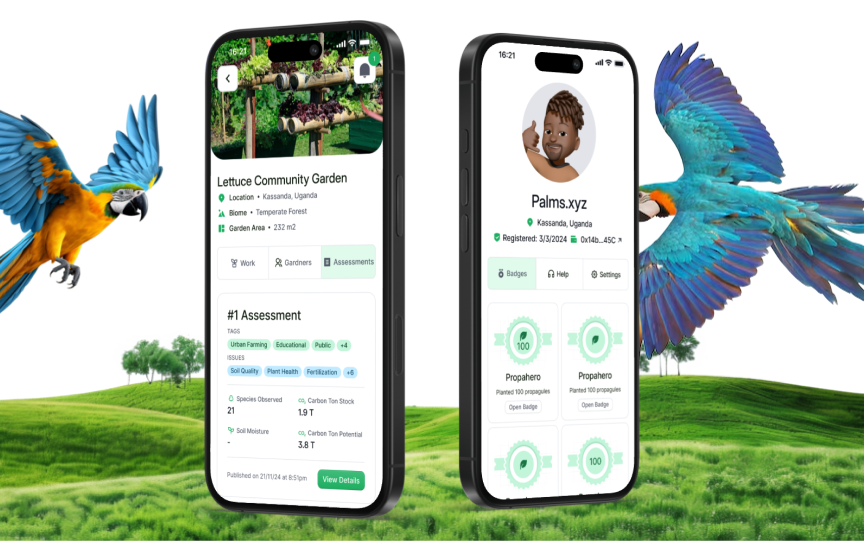 16:21
1
Lettuce Community Garden
Location • Kassanda, Uganda
Biome • Temperate Forest
Garden Area • 232 m2
Work
Gardners
Assessments
#1 Assessment
TAGS
Urban Farming Educational Public +4
ISSUES
Soil Quality Plant Health Fertilization +6
Species Observed
21
Carbon Ton Stock
1.9 T
Soil Moisture
-
Carbon Ton Potential
3.8 T
Published on 21/11/24 at 8:51pm
View Details
16:21
Palms.xyz
Kassanda, Uganda
Registered: 3/3/2024 0x14b...45C
Badges
Help
Settings
100
Propahero
Planted 100 propagules
Open Badge
Propahero
Planted 100 propagules
Open Badge
100